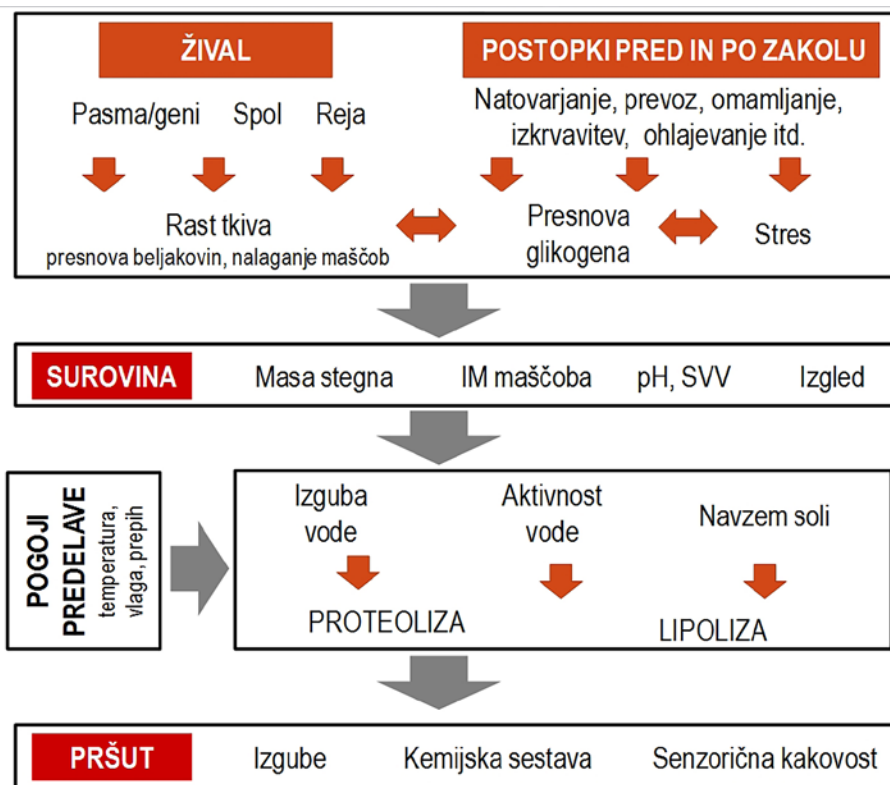 ŽIVAL
Pasma/geni Spol Reja
Rast tkiva
presnova beljakovin, nalaganje maščob
POSTOPKI PRED IN PO ZAKOLU
Natovarjanje, prevoz, omamljanje,
izkrvavitev, ohlajevanje itd.
Presnova
glikogena
Stres
SUROVINA Masa stegna IM maščoba pH, SVV Izgled
POGOJI
PREDELAVE
temperatura,
vlaga, prepih
Izguba
vode
Aktivnost
vode
Navzem soli
PROTEOLIZA LIPOLIZA
PRŠUT Izgube Kemijska sestava Senzorična kakovost